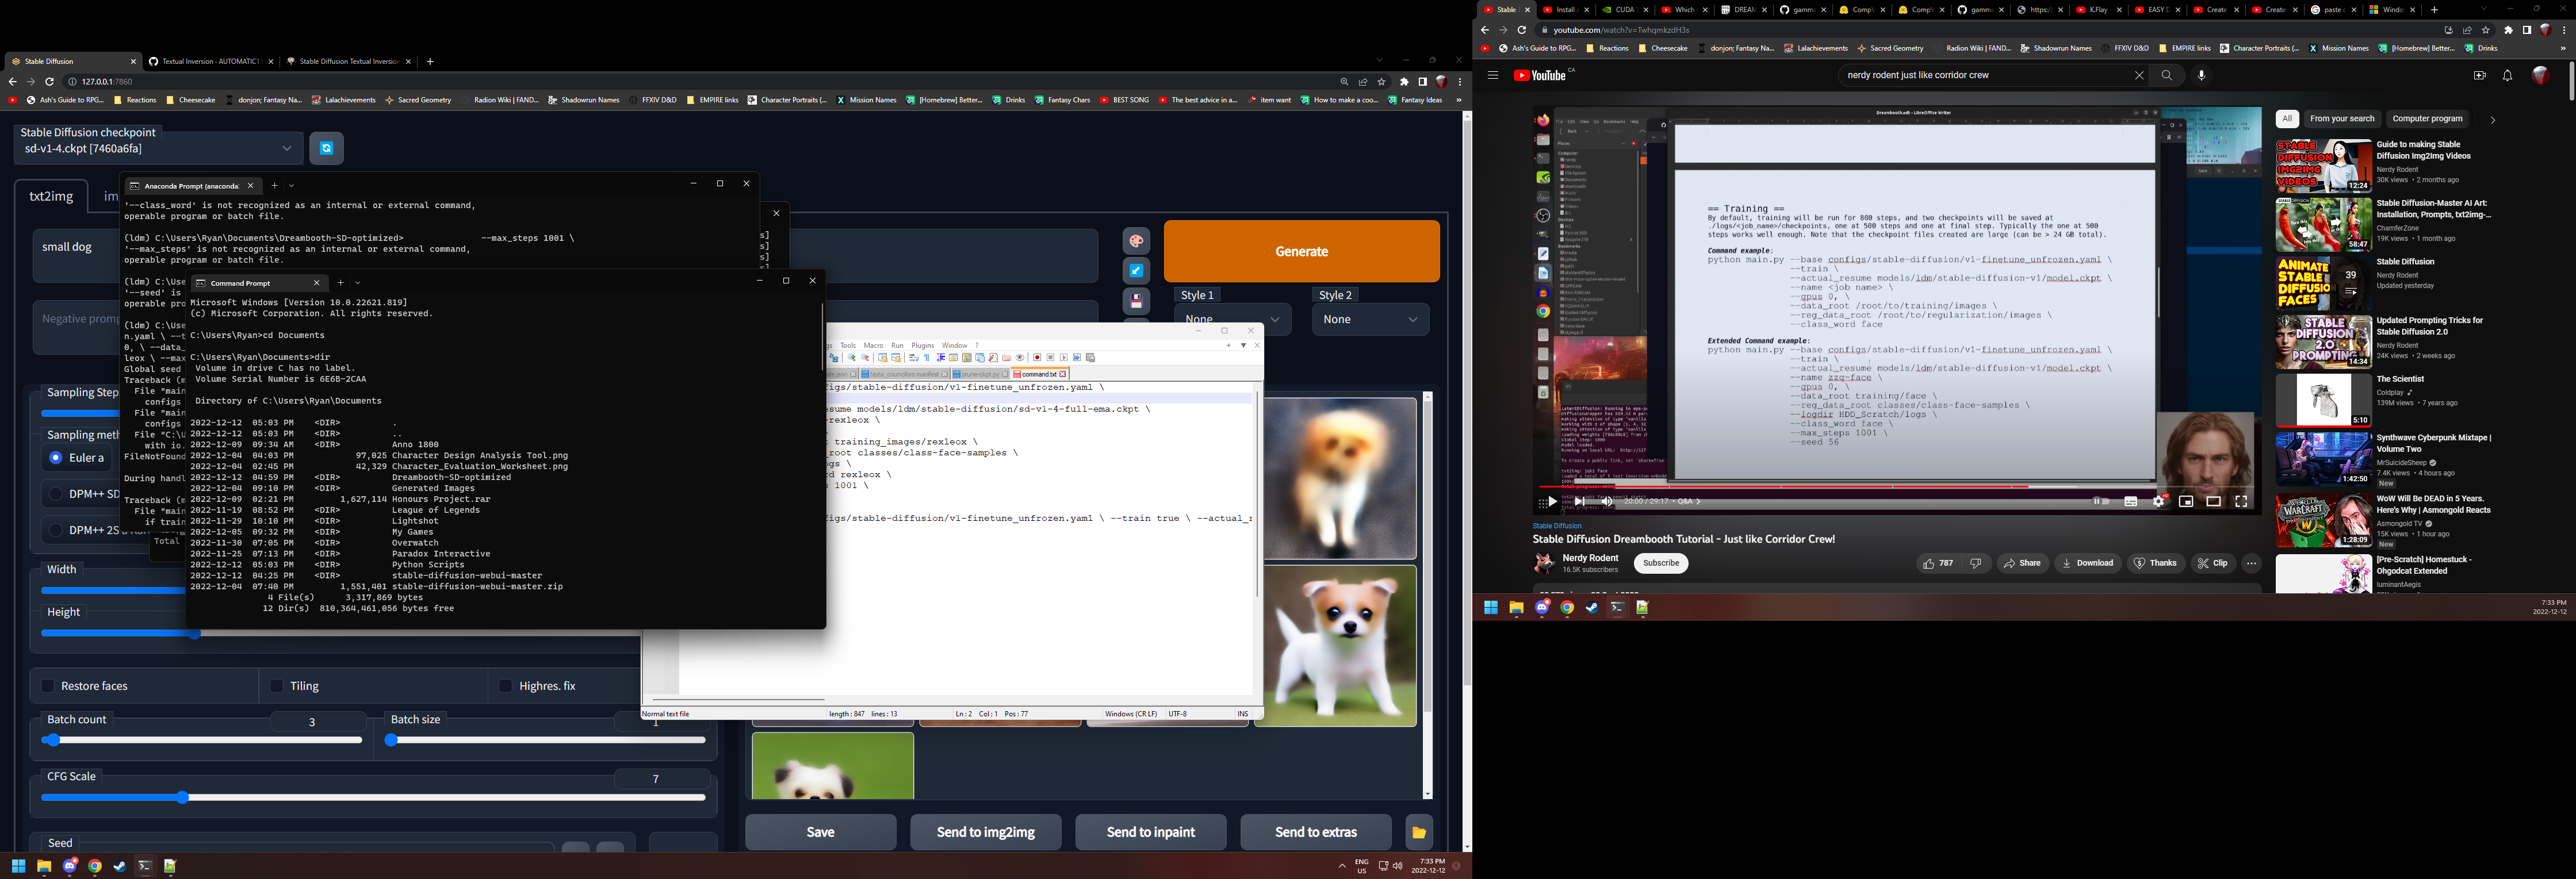 Stable Diffusion
Textual Inversion - AUTOMATIC1
Stable Diffusion Textual Inversion
127.0.0.1:7860
Ash's Guide to RPG...
Reactions
Cheesecake
donjon; Fantasy Na...
Lalachievements
Sacred Geometry
Radion Wiki | FAND...
Shadowrun Names
FFXIV D&D
EMPIRE links
Character Portraits (...
Mission Names
[Homebrew] Better...
Drinks
Fantasy Chars
BEST SONG
The best advice in a...
item want
How to make a coo...
Fantasy Ideas
»
Stable Diffusion checkpoint
sd-v1-4.ckpt [7460a6fa]
txt2img
im
small dog
Negative promp
Generate
Style 1
None
Style 2
None
Sampling Step
Sampling meth
Euler a
DPM++ SD
DPM++ 2S
Width
Height
Restore faces
Tiling
Highres. fix
Batch count
3
Batch size
1
CFG Scale
7
Seed
Save
Send to img2img
Send to inpaint
Send to extras
Anaconda Prompt (anaconda
'--class_word' is not recognized as an internal or external command,
operable program or batch file.
(ldm) C:\Users\Ryan\Documents\Dreambooth-SD-optimized> --max_steps 1001 \
'--max_steps' is not recognized as an internal or external command,
operable program or batch file.
(ldm) C:\Use
'--seed' is
operable pro
(ldm) C:\Use
n.yaml \ --t
0, \ --data_
leox \ --max
Global seed
Traceback (m
File "main
configs
File "main
configs
File "C:\U
with io.
FileNotFound
During handl
Traceback (m
File "main
if train
Total
Command Prompt
Microsoft Windows [Version 10.0.22621.819]
(c) Microsoft Corporation. All rights reserved.
C:\Users\Ryan>cd Documents
C:\Users\Ryan\Documents>dir
Volume in drive C has no label.
Volume Serial Number is 6E6B-2CAA
Directory of C:\Users\Ryan\Documents
2022-12-12 05:03 PM <DIR> .
2022-12-12 05:03 PM <DIR> ..
2022-12-09 09:34 AM <DIR> Anno 1800
2022-12-04 04:03 PM 97,025 Character Design Analysis Tool.png
2022-12-04 02:45 PM 42,329 Character_Evaluation_Worksheet.png
2022-12-12 04:59 PM <DIR> Dreambooth-SD-optimized
2022-12-04 09:10 PM <DIR> Generated Images
2022-12-09 02:21 PM 1,627,114 Honours Project.rar
2022-11-19 08:52 PM <DIR> League of Legends
2022-11-29 10:10 PM <DIR> Lightshot
2022-12-05 09:32 PM <DIR> My Games
2022-11-30 07:05 PM <DIR> Overwatch
2022-11-25 07:13 PM <DIR> Paradox Interactive
2022-12-12 05:03 PM <DIR> Python Scripts
2022-12-12 04:25 PM <DIR> stable-diffusion-webui-master
2022-12-04 07:40 PM 1,551,401 stable-diffusion-webui-master.zip
4 File(s) 3,317,869 bytes
12 Dir(s) 810,364,461,056 bytes free
gs Tools Macro Run Plugins Window ?
command.txt
figs/stable-diffusion/v1-finetune_unfrozen.yaml \
sume models/ldm/stable-diffusion/sd-v1-4-full-ema.ckpt \
rexleox \
training_images/rexleox \
root classes/class-face-samples \
gs \
rd rexleox \
s 1001 \
figs/stable-diffusion/v1-finetune_unfrozen.yaml \ --train true \ --actual_r
Normal text file
length : 847 lines : 13
Ln : 2 Col : 1 Pos : 77
Windows (CR LF)
UTF-8
INS
ENG
US
7:33 PM
2022-12-12
Stable
Install
CUDA
Which
DREAM
gamma
CompV
CompV
gamma
https:/
K.Flay
EASY D
Create
Create
paste c
Windo
youtube.com/watch?v=TwhqmkzdH3s
Ash's Guide to RPG...
Reactions
Cheesecake
donjon; Fantasy Na...
Lalachievements
Sacred Geometry
Radion Wiki | FAND...
Shadowrun Names
FFXIV D&D
EMPIRE links
Character Portraits (...
Mission Names
[Homebrew] Better...
Drinks
»
YouTube CA
nerdy rodent just like corridor crew
Dreambooth.odt - LibreOffice Writer
== Training ==
By default, training will be run for 800 steps, and two checkpoints will be saved at
./logs/<job_name>/checkpoints, one at 500 steps and one at final step. Typically the one at 500
steps works well enough. Note that the checkpoint files created are large (can be > 24 GB total).
Command example:
python main.py --base configs/stable-diffusion/v1-finetune_unfrozen.yaml \
--train \
--actual_resume models/ldm/stable-diffusion-v1/model.ckpt \
--name <job name> \
--gpus 0, \
--data_root /root/to/training/images \
--reg_data_root /root/to/regularization/images \
--class_word face
Extended Command example:
python main.py --base configs/stable-diffusion/v1-finetune_unfrozen.yaml \
--train \
--actual_resume models/ldm/stable-diffusion-v1/model.ckpt \
--name zzq-face \
--gpus 0, \
--data_root training/face \
--reg_data_root classes/class-face-samples \
--logdir HDD_Scratch/logs \
--class_word face \
--max_steps 1001 \
--seed 56
20:00 / 29:17 • Q&A
Stable Diffusion
Stable Diffusion Dreambooth Tutorial - Just like Corridor Crew!
Nerdy Rodent
16.5K subscribers
Subscribe
787
Share
Download
Thanks
Clip
All
From your search
Computer program
STABLE DIFFUSION IMG2IMG VIDEOS
12:24
Guide to making Stable
Diffusion Img2Img Videos
Nerdy Rodent
30K views • 2 months ago
58:47
Stable Diffusion-Master AI Art:
Installation, Prompts, txt2img-...
ChamferZone
19K views • 1 month ago
ANIMATE STABLE DIFFUSION FACES
39
Stable Diffusion
Nerdy Rodent
Updated yesterday
STABLE DIFFUSION 2.0 PROMPTING
14:34
Updated Prompting Tricks for
Stable Diffusion 2.0
Nerdy Rodent
24K views • 2 weeks ago
5:10
The Scientist
Coldplay
139M views • 7 years ago
1:42:50
Synthwave Cyberpunk Mixtape |
Volume Two
MrSuicideSheep
7.4K views • 4 hours ago
New
1:28:09
WoW Will Be DEAD in 5 Years.
Here's Why | Asmongold Reacts
Asmongold TV
15K views • 1 hour ago
New
[Pre-Scratch] Homestuck -
Ohgodcat Extended
luminantAegis
7:33 PM
2022-12-12